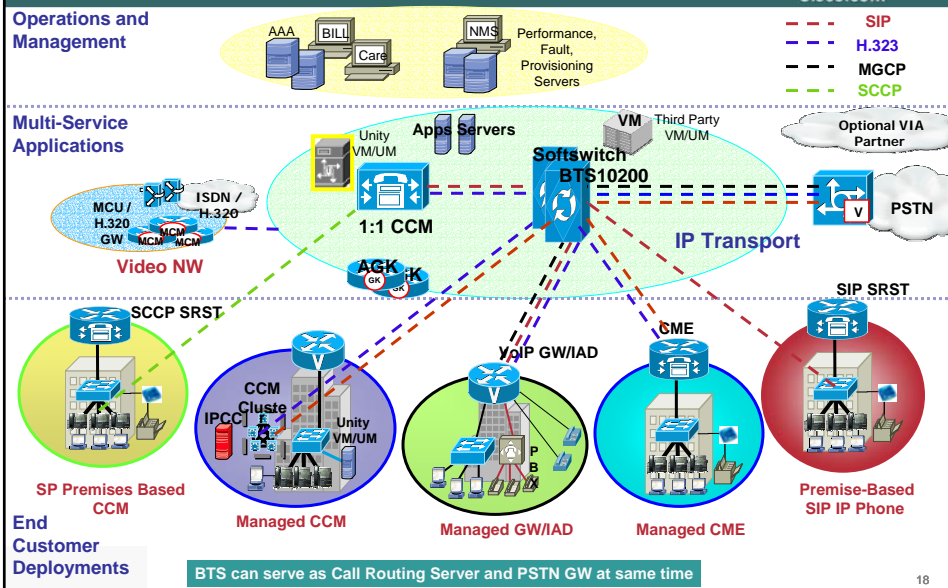 Operations and
Management
AAA
BILL
Care
NMS
Performance,
Fault,
Provisioning
Servers
SIP
H.323
MGCP
SCCP
Multi-Service
Applications
Unity
VM/UM
Apps Servers
VM
Third Party
VM/UM
Optional VIA
Partner
Softswitch
BTS10200
MCU /
H.320
GW
ISDN /
H.320
MCM
MCM
MCM
Video NW
1:1 CCM
IP Transport
V
PSTN
AGK
GK
GK
SCCP SRST
SIP SRST
V
CCM
Cluste
IPCC
Unity
VM/UM
VoIP GW/IAD
V
PBX
CME
SP Premises Based
CCM
Managed CCM
Managed GW/IAD
Managed CME
Premise-Based
SIP IP Phone
End
Customer
Deployments
BTS can serve as Call Routing Server and PSTN GW at same time
18